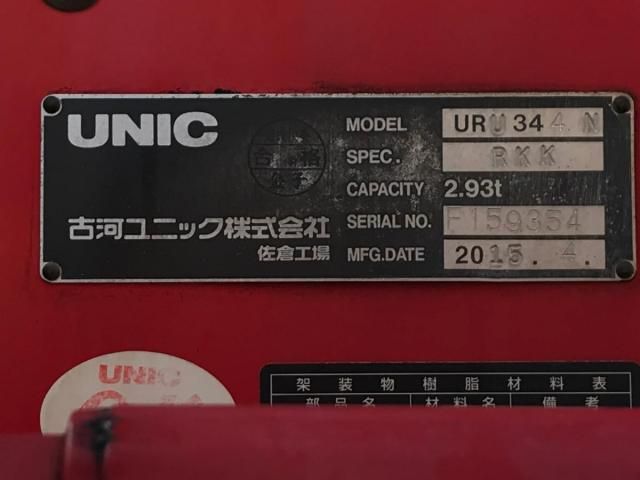 UNIC
MODEL URU344N
SPEC. RKK
CAPACITY 2.93t
古河ユニック株式会社
SERIAL NO. F159354
佐倉工場
MFG.DATE 2015.4.
UNIC
架装物樹脂材料表
部品名 材料名 備考